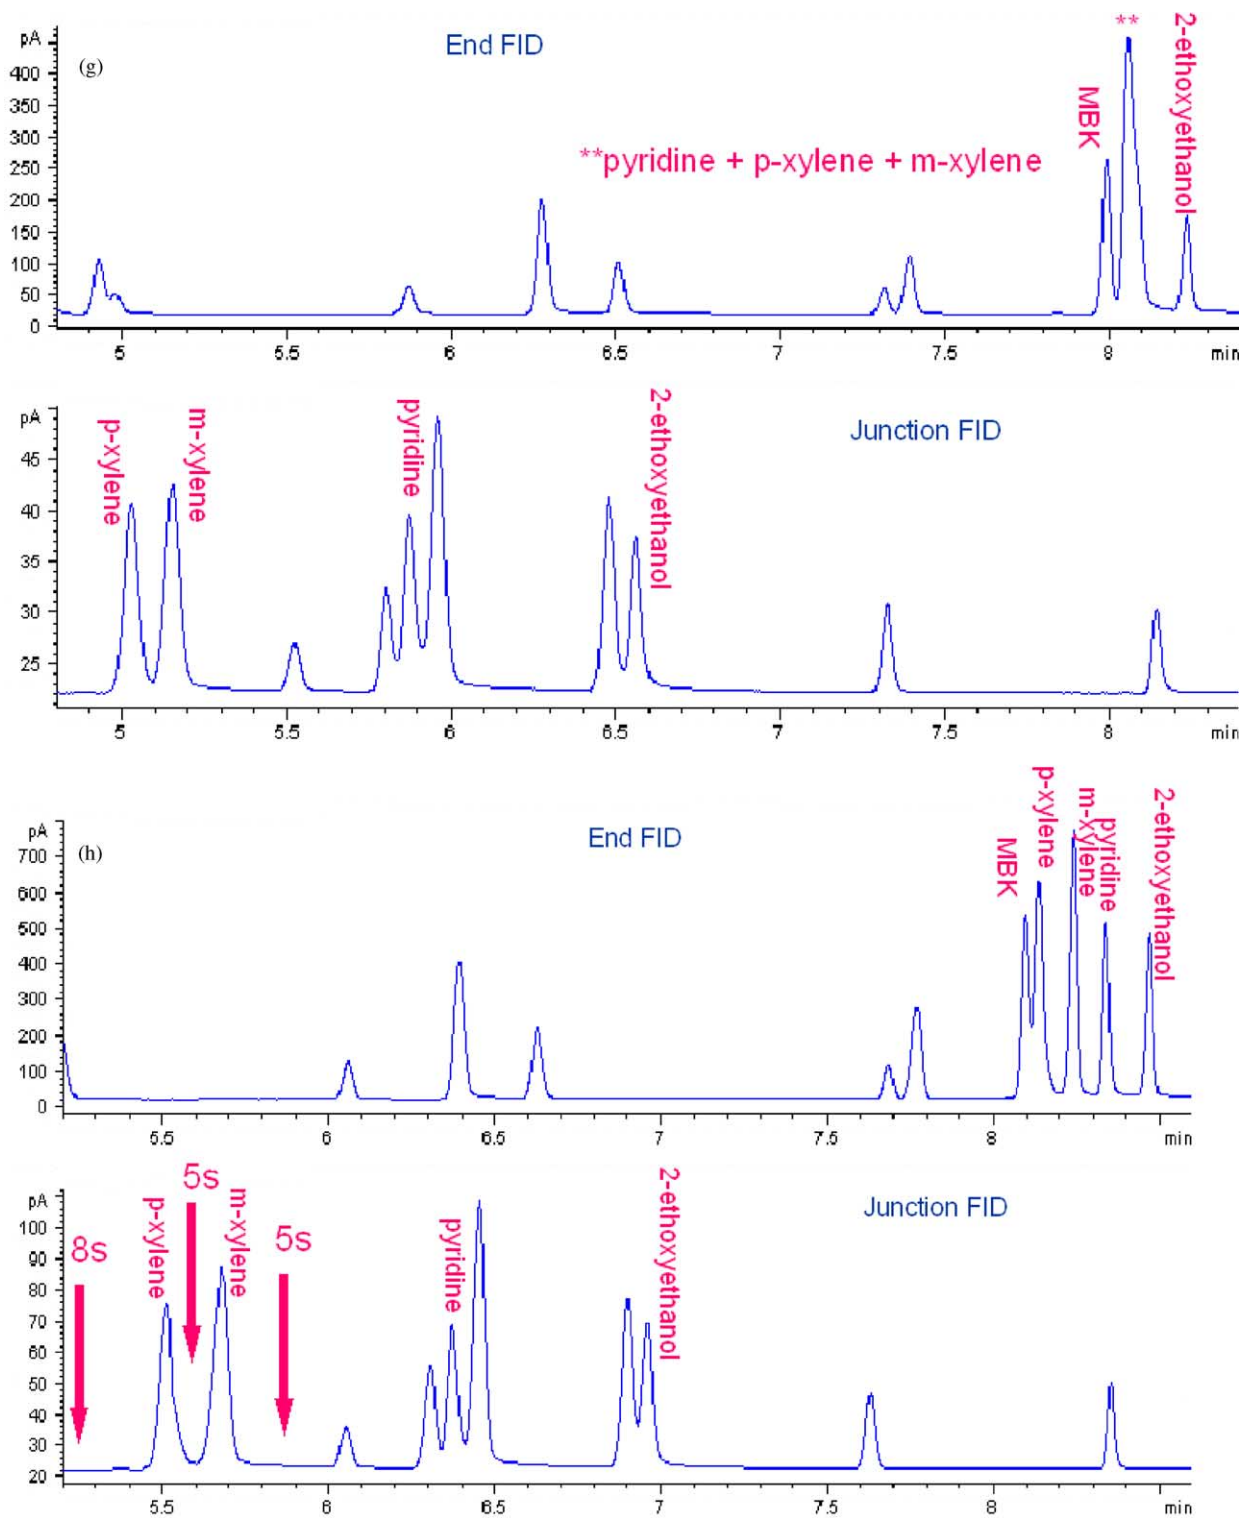 pA
(g)
End FID
**
2-ethoxyethanol
MBK
**pyridine + p-xylene + m-xylene
400
350
300
250
200
150
100
50
0
5
5.5
6
6.5
7
7.5
8
min
pA
p-xylene
m-xylene
pyridine
2-ethoxyethanol
Junction FID
45
40
35
30
25
5
5.5
6
6.5
7
7.5
8
min
pA
(h)
End FID
MBK
p-xylene
m-xylene
pyridine
2-ethoxyethanol
700
600
500
400
300
200
100
0
5.5
6
6.5
7
7.5
8
min
pA
8s
p-xylene
5s
m-xylene
5s
pyridine
2-ethoxyethanol
Junction FID
100
90
80
70
60
50
40
30
20
5.5
6
6.5
7
7.5
8
min